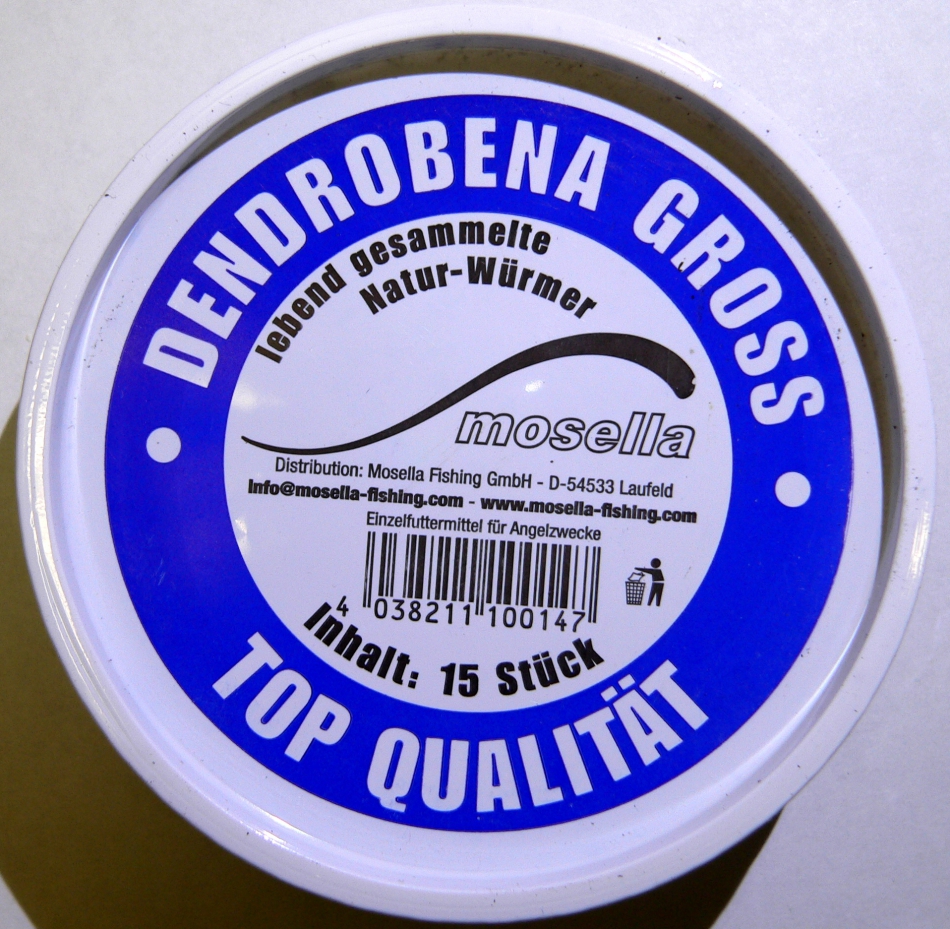 DENDROBENA GROSS
lebend gesammelte
Natur-Würmer
mosella
Distribution: Mosella Fishing GmbH - D-54533 Laufeld
Info@mosella-fishing.com - www.mosella-fishing.com
Einzelfuttermittel für Angelzwecke
4 038211 100147
Inhalt: 15 Stück
TOP QUALITÄT